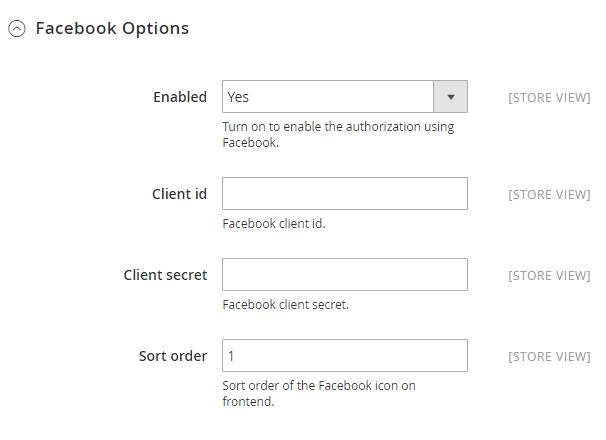 Facebook Options
Enabled Yes [STORE VIEW]
Turn on to enable the authorization using
Facebook.
Client id [STORE VIEW]
Facebook client id.
Client secret [STORE VIEW]
Facebook client secret.
Sort order 1 [STORE VIEW]
Sort order of the Facebook icon on
frontend.